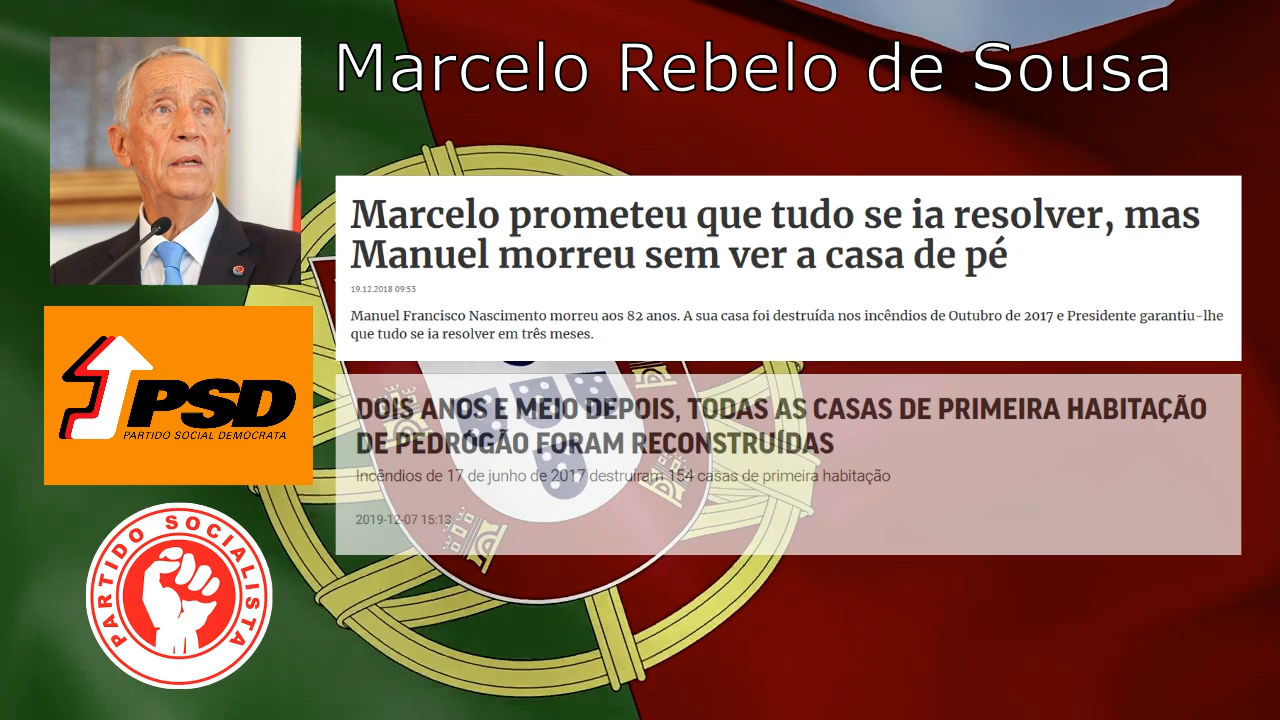 Marcelo Rebelo de Sousa
Marcelo prometeu que tudo se ia resolver, mas
Manuel morreu sem ver a casa de pé
19.12.2018 09:53
Manuel Francisco Nascimento morreu aos 82 anos. A sua casa foi destruída nos incêndios de Outubro de 2017 e Presidente garantiu-lhe
que tudo se ia resolver em três meses.
PSD
PARTIDO SOCIAL DEMOCRATA
DOIS ANOS E MEIO DEPOIS, TODAS AS CASAS DE PRIMEIRA HABITAÇÃO
DE PEDRÓGÃO FORAM RECONSTRUÍDAS
Incêndios de 17 de junho de 2017 destruíram 154 casas de primeira habitação
2019-12-07 15:13
PARTIDO SOCIALISTA